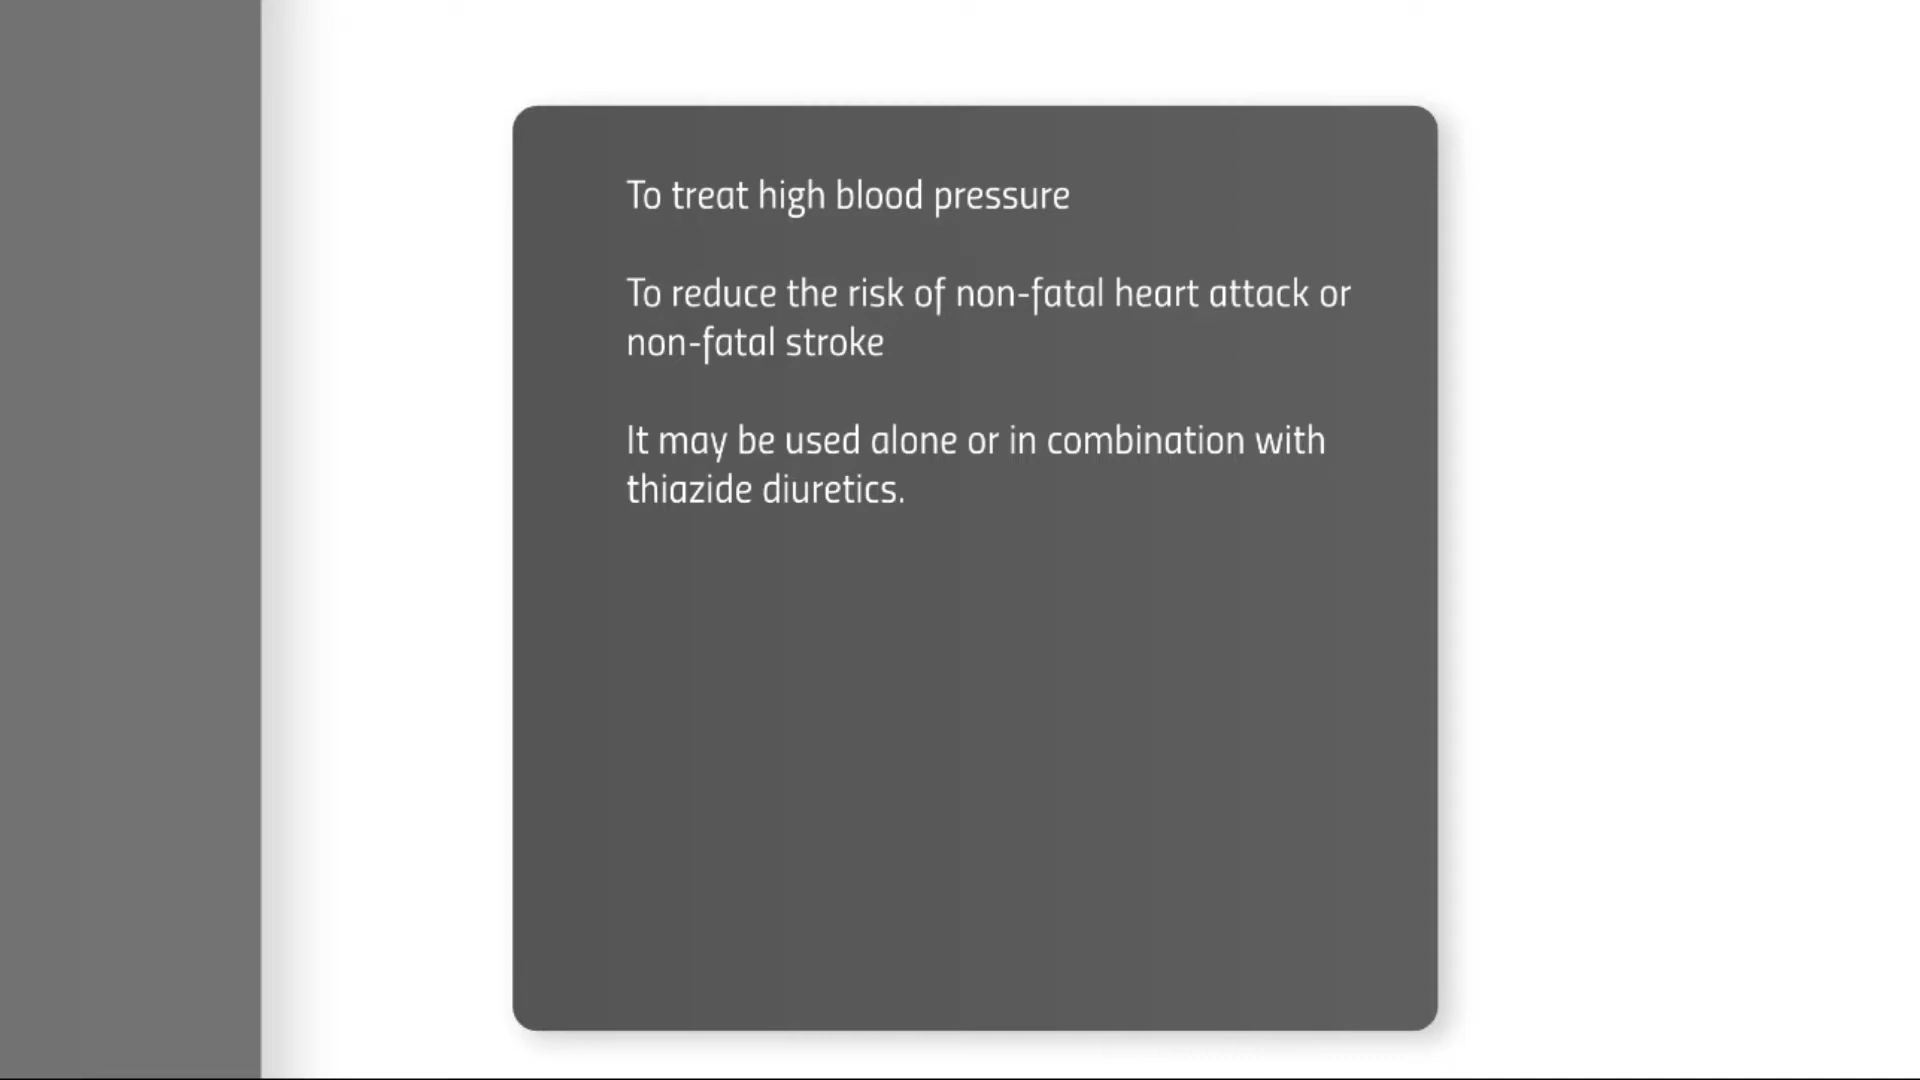 To treat high blood pressure
To reduce the risk of non-fatal heart attack or
non-fatal stroke
It may be used alone or in combination with
thiazide diuretics.